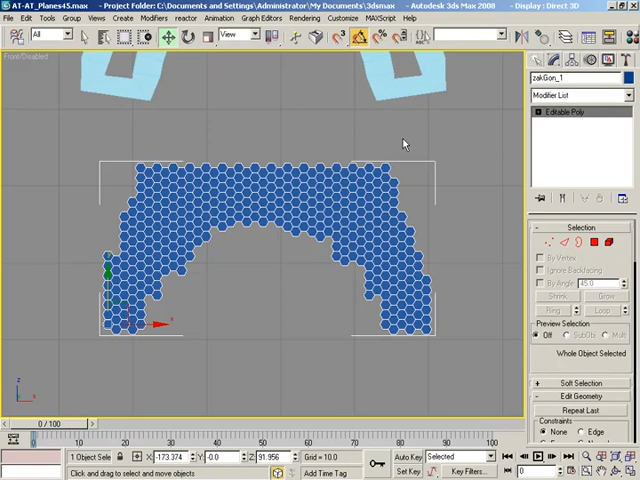 AT-AT_Planes45.max - Project Folder: C:\Documents and Settings\Administrator\My Documents\3dsmax - Autodesk 3ds Max 2008 - Display : Direct 3D
File Edit Tools Group Views Create Modifiers reactor Animation Graph Editors Rendering Customize MAXScript Help
All View
Front/Disabled
zakGon_1
Modifier List
Editable Poly
Selection
By Vertex
Ignore Backfacing
By Angle: 45.0
Shrink Grow
Ring Loop
Preview Selection
Off SubObj Multi
Whole Object Selected
Soft Selection
Edit Geometry
Repeat Last
Constraints
None Edge
x
z
x
0 / 100
0 10 20 30 40 50 60 70 80 90 100
1 Object Sele X: -173.374 Y: -0.0 Z: 91.956 Grid = 10.0 Auto Key Selected
Click and drag to select and move objects Add Time Tag Set Key Key Filters... 0